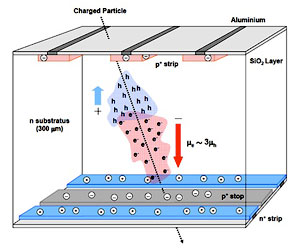 Charged Particle
Aluminium
SiO₂ Layer
p⁺ strip
h h
h h h
h h h
h h h h
n substratus
(300 µm)
+
−
µₑ ~ 3µₕ
e e e
p⁺ stop
n⁺ strip